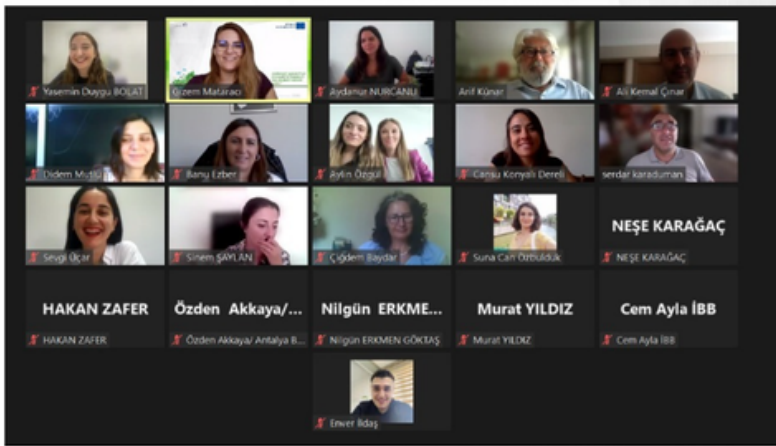 Yasemin Duygu BOLAT
Gizem Mataracı
Aydanur NURCANLI
Arif Künar
Ali Kemal Çınar
Didem Mutlu
Banu Ezber
Aylin Özgül
Cansu Konyalı Dereli
serdar karaduman
Sevgi Uçar
Sinem ŞAYLAN
Çiğdem Baydar
Suna Can Özbulduk
NEŞE KARAĞAÇ
NEŞE KARAĞAÇ
HAKAN ZAFER
Özden Akkaya/...
Nilgün ERKME...
Murat YILDIZ
Cem Ayla İBB
HAKAN ZAFER
Özden Akkaya/ Antalya B...
Nilgün ERKMEN GÖKTAŞ
Murat YILDIZ
Cem Ayla İBB
Enver İldaş